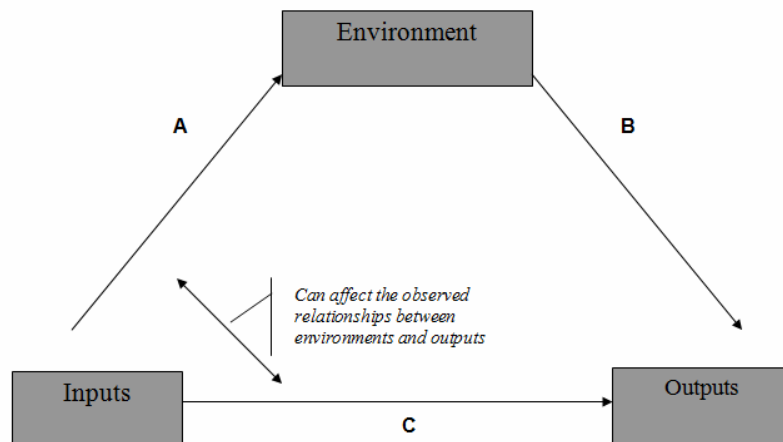 Environment
A
B
Can affect the observed
relationships between
environments and outputs
Inputs
Outputs
C